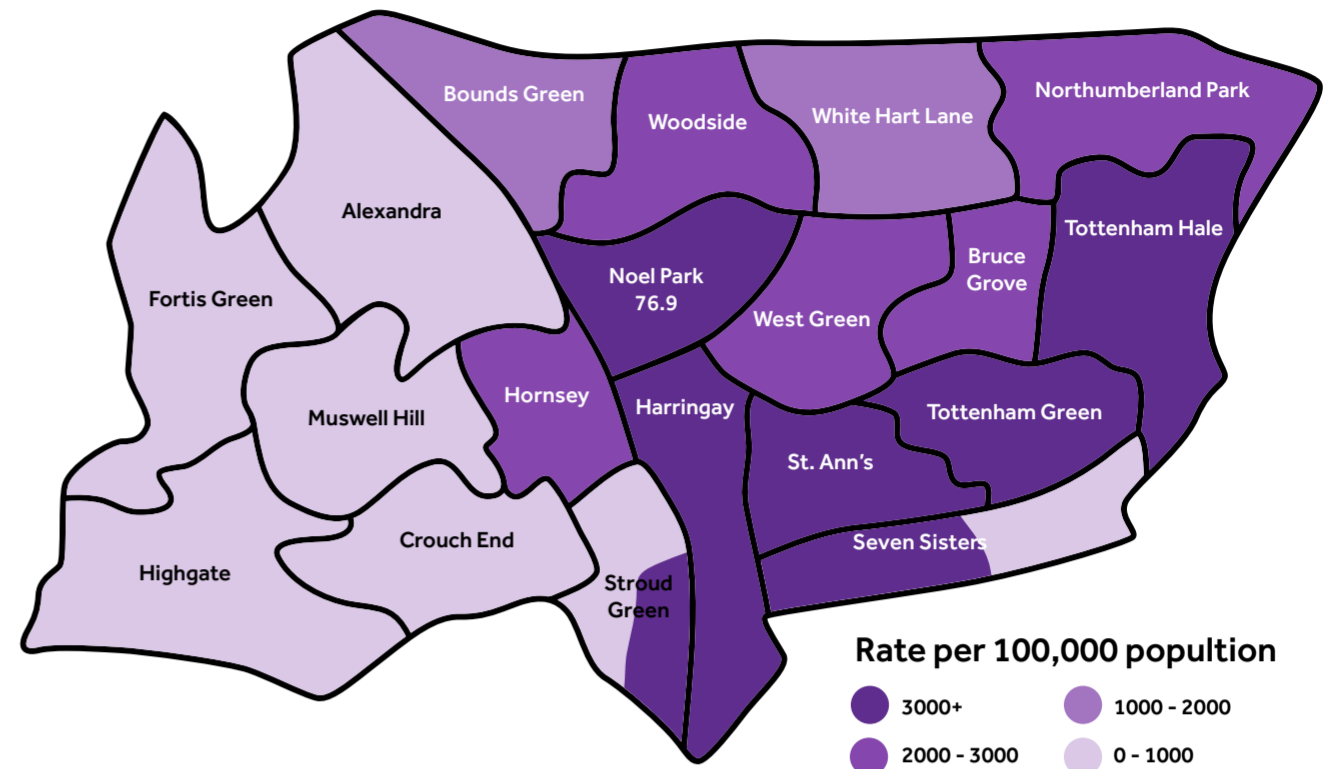 Bounds Green
Woodside
White Hart Lane
Northumberland Park
Alexandra
Tottenham Hale
Fortis Green
Noel Park
76.9
Bruce
Grove
West Green
Muswell Hill
Hornsey
Harringay
Tottenham Green
St. Ann's
Highgate
Crouch End
Stroud
Green
Seven Sisters
Rate per 100,000 popultion
3000+
1000 - 2000
2000 - 3000
0 - 1000